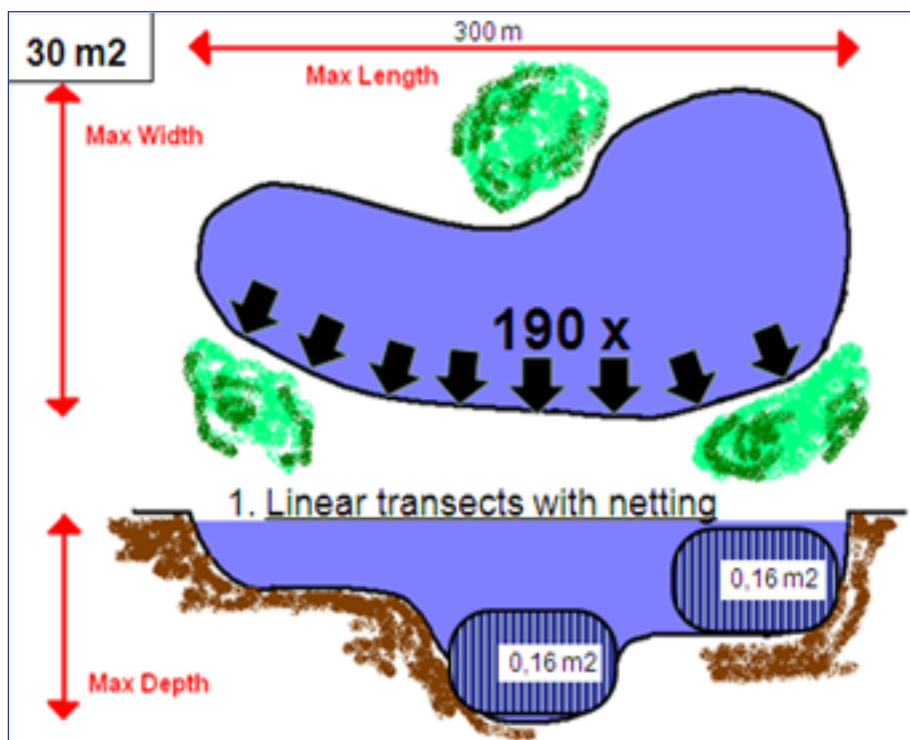 30 m2
300 m
Max Length
Max Width
190 x
1. Linear transects with netting
0,16 m2
0,16 m2
Max Depth